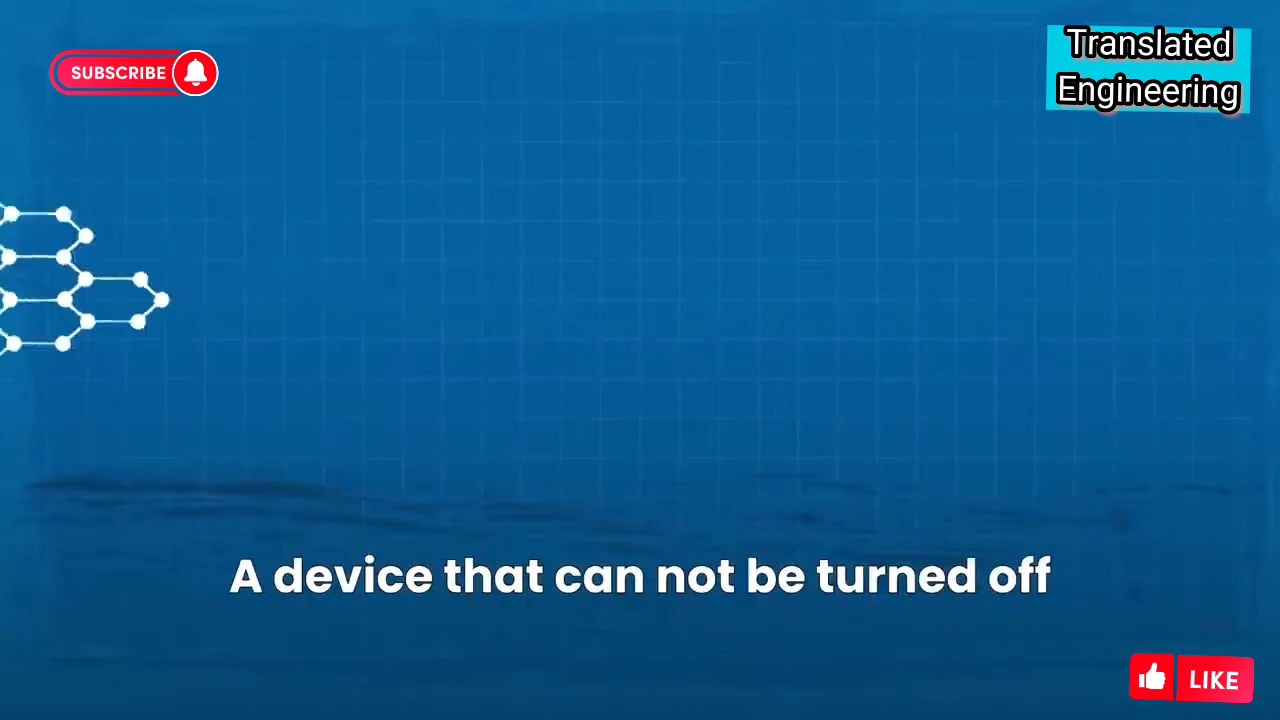 SUBSCRIBE
Translated
Engineering
A device that can not be turned off
LIKE